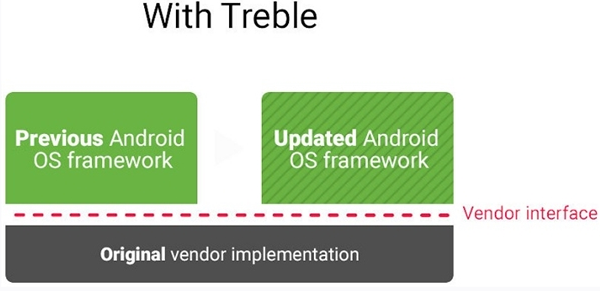 With Treble
Previous Android
OS framework
Updated Android
OS framework
Vendor interface
Original vendor implementation